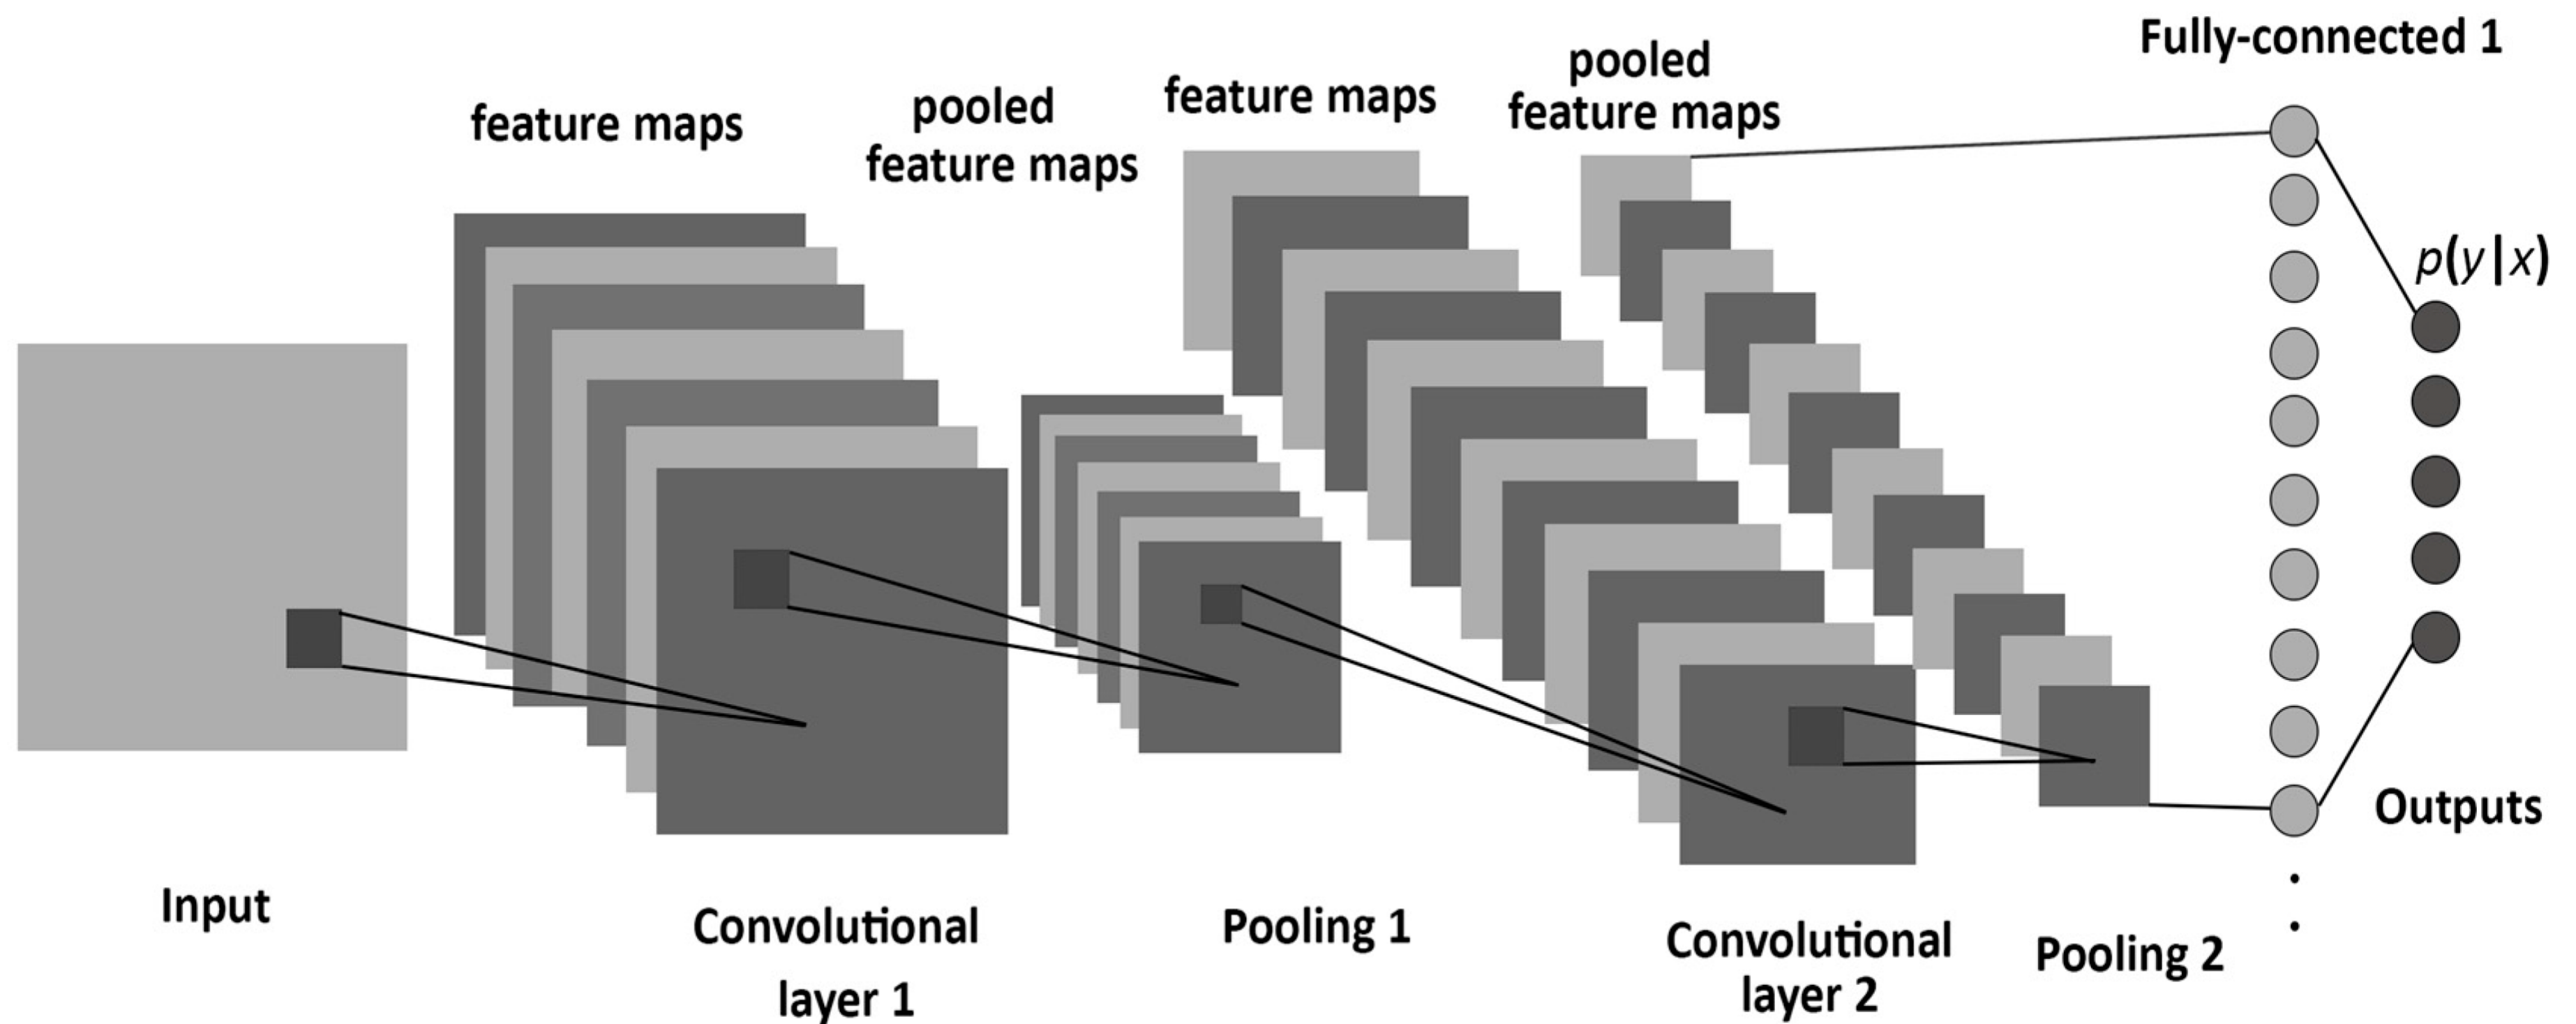 Fully-connected 1
pooled
feature maps
feature maps
pooled
feature maps
feature maps
p(y|x)
Outputs
Input
Convolutional
layer 1
Pooling 1
Convolutional
layer 2
Pooling 2